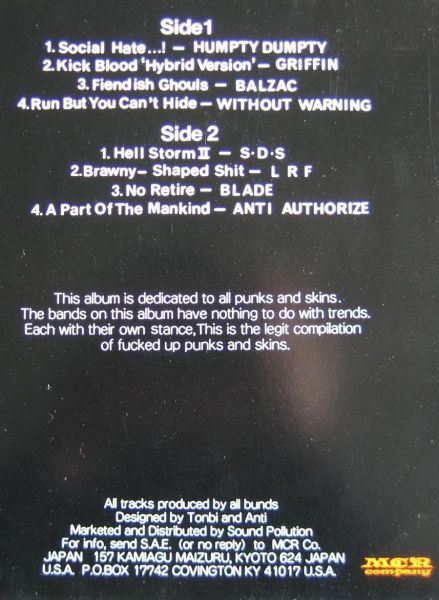 Side 1
1. Social Hate...! – HUMPTY DUMPTY
2. Kick Blood 'Hybrid Version' – GRIFFIN
3. Fiendish Ghouls – BALZAC
4. Run But You Can't Hide – WITHOUT WARNING
Side 2
1. Hell Storm II – S・D・S
2. Brawny– Shaped Shit – L R F
3. No Retire – BLADE
4. A Part Of The Mankind – ANTI AUTHORIZE
This album is dedicated to all punks and skins.
The bands on this album have nothing to do with trends.
Each with their own stance, This is the legit compilation
of fucked up punks and skins.
All tracks produced by all bunds
Designed by Tonbi and Anti
Marketed and Distributed by Sound Pollution
For info, send S.A.E. (or no reply) to MCR Co.
JAPAN 157 KAMIAGU MAIZURU, KYOTO 624 JAPAN
U.S.A. P.O.BOX 17742 COVINGTON KY 41017 U.S.A.
MCR
company